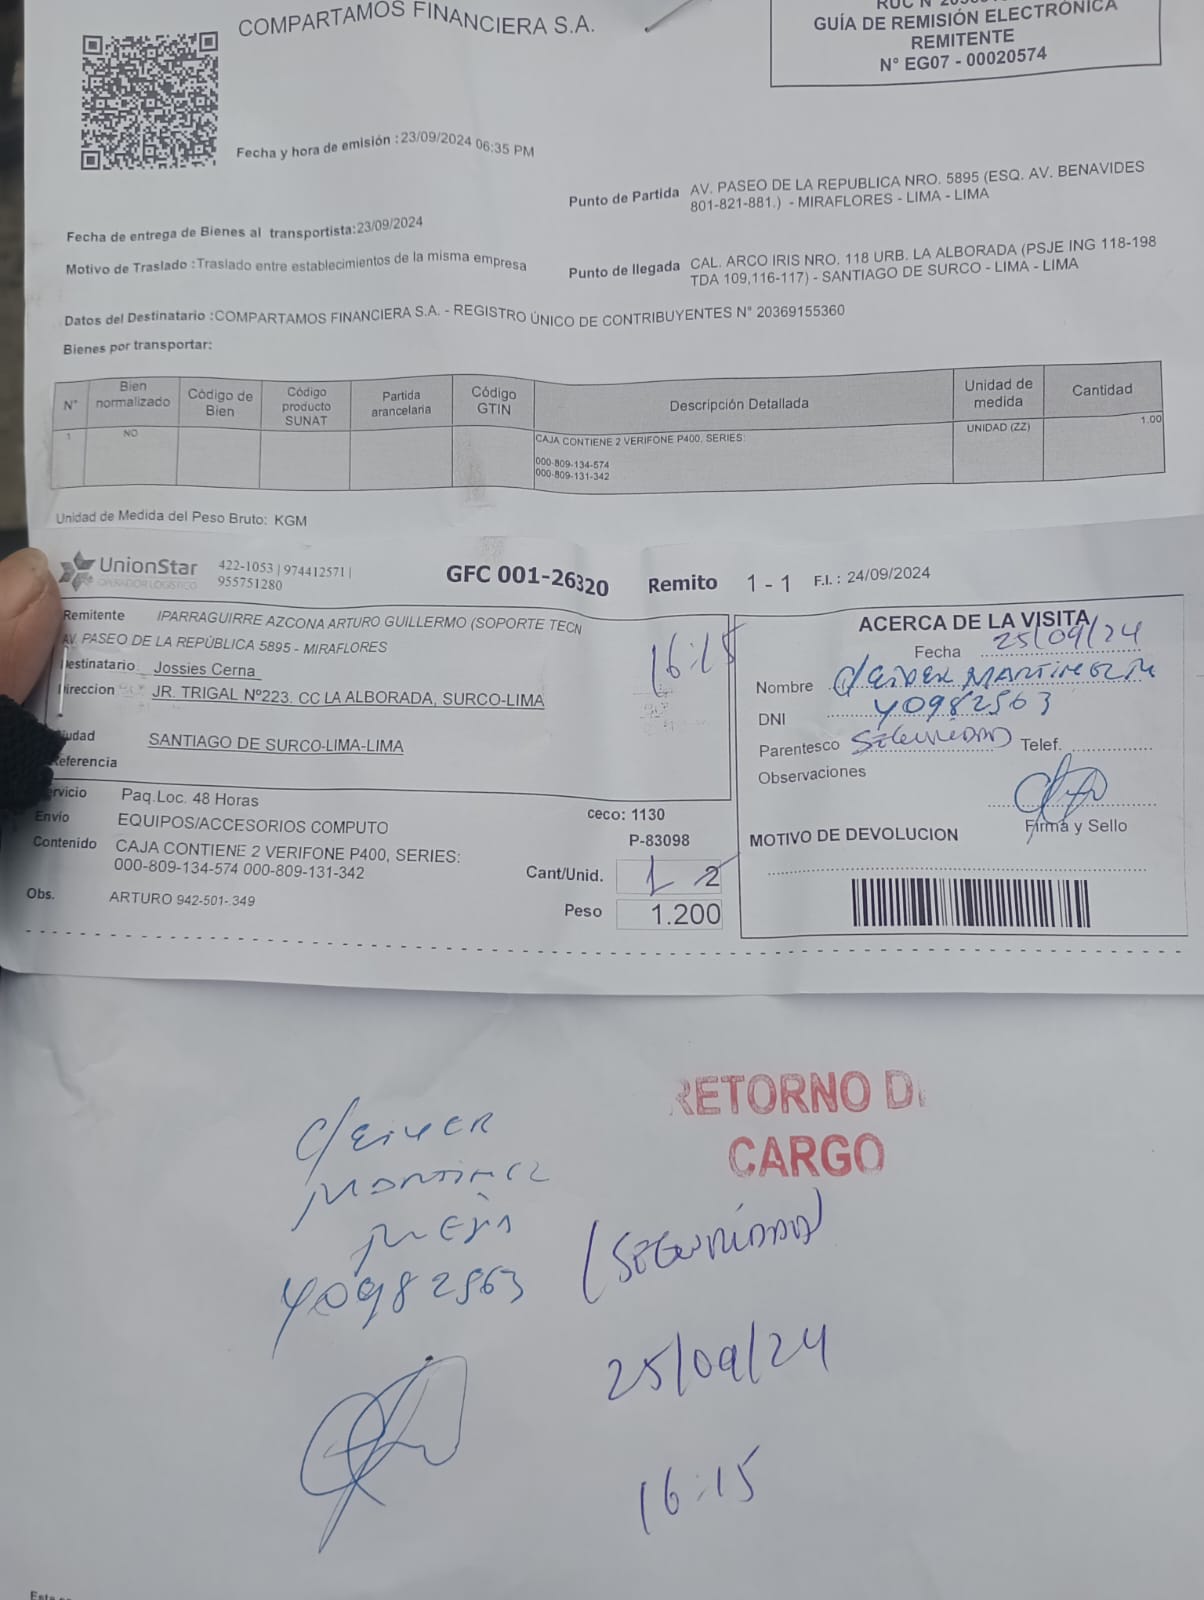 COMPARTAMOS FINANCIERA S.A.
GUÍA DE REMISIÓN ELECTRÓNICA
REMITENTE
N° EG07 - 00020574
Fecha y hora de emisión :23/09/2024 06:35 PM
Punto de Partida AV. PASEO DE LA REPUBLICA NRO. 5895 (ESQ. AV. BENAVIDES
801-821-881.) - MIRAFLORES - LIMA - LIMA
Fecha de entrega de Bienes al transportista:23/09/2024
Motivo de Traslado :Traslado entre establecimientos de la misma empresa
Punto de llegada CAL. ARCO IRIS NRO. 118 URB. LA ALBORADA (PSJE ING 118-198
TDA 109,116-117) - SANTIAGO DE SURCO - LIMA - LIMA
Datos del Destinatario :COMPARTAMOS FINANCIERA S.A. - REGISTRO ÚNICO DE CONTRIBUYENTES N° 20369155360
Bienes por transportar:
N° Bien normalizado Código de Bien Código producto SUNAT Partida arancelaria Código GTIN Descripción Detallada Unidad de medida Cantidad
1 NO CAJA CONTIENE 2 VERIFONE P400, SERIES: UNIDAD (ZZ) 1.00
000-809-134-574
000-809-131-342
Unidad de Medida del Peso Bruto: KGM
UnionStar 422-1053 | 974412571 |
OPERADOR LOGÍSTICO 955751280
GFC 001-26320 Remito 1 - 1 F.I. : 24/09/2024
Remitente IPARRAGUIRRE AZCONA ARTURO GUILLERMO (SOPORTE TECN
AV. PASEO DE LA REPÚBLICA 5895 - MIRAFLORES
Destinatario Jossies Cerna
Direccion JR. TRIGAL Nº223. CC LA ALBORADA, SURCO-LIMA
16:15
SANTIAGO DE SURCO-LIMA-LIMA
Referencia
Servicio Paq.Loc. 48 Horas
Envío EQUIPOS/ACCESORIOS COMPUTO
Contenido CAJA CONTIENE 2 VERIFONE P400, SERIES:
000-809-134-574 000-809-131-342
Obs. ARTURO 942-501-349
ceco: 1130
P-83098
Cant/Unid. 1 2
Peso 1.200
ACERCA DE LA VISITA
Fecha 25/09/24
Nombre
DNI 40982563
Parentesco SEGURIDAD Telef.
Observaciones
Firma y Sello
MOTIVO DE DEVOLUCION
RETORNO D
CARGO
MARTINEZ
MEJIA
40982563
(SEGURIDAD)
25/09/24
16:15